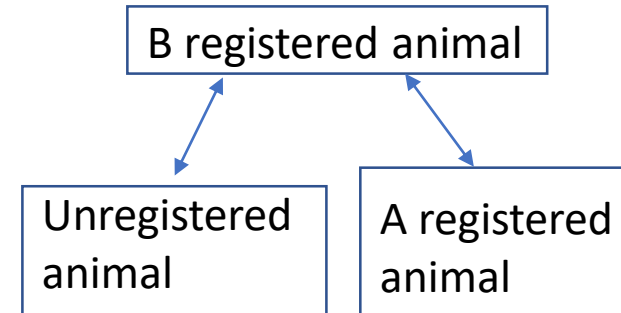 B registered animal
Unregistered
animal
A registered
animal